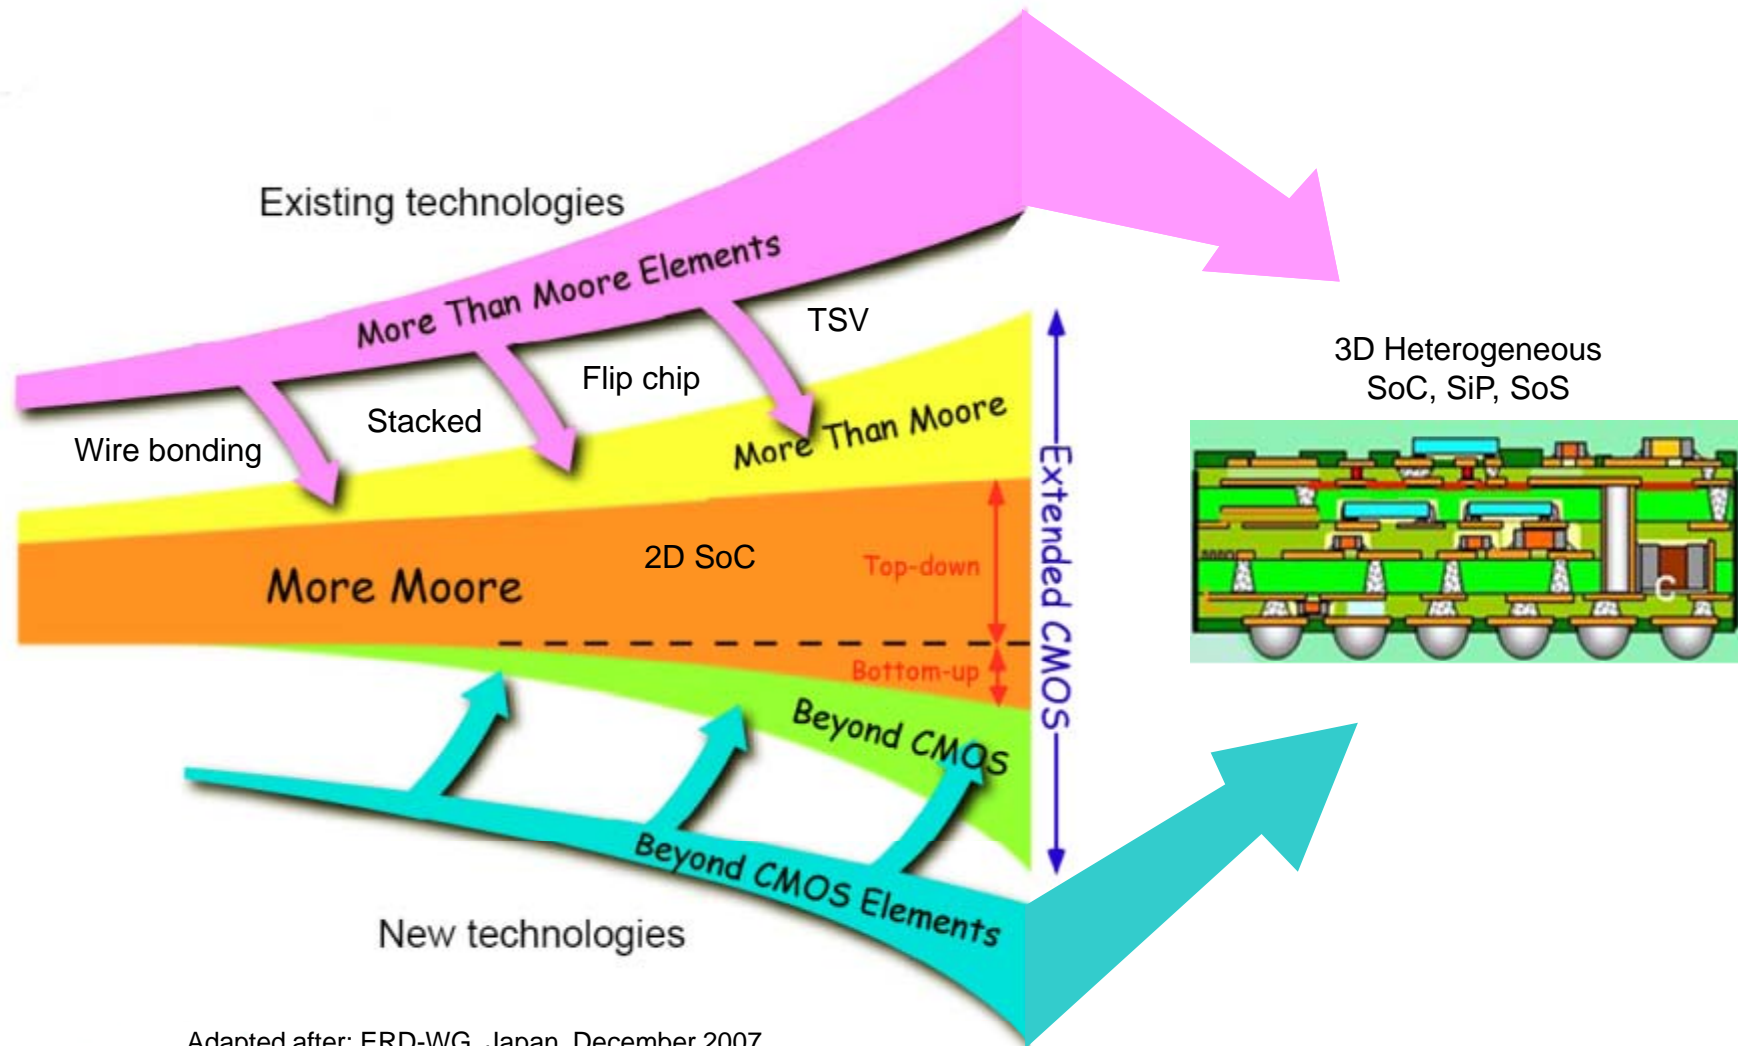 Existing technologies
More Than Moore Elements
TSV
Flip chip
Stacked
Wire bonding
More Than Moore
3D Heterogeneous
SoC, SiP, SoS
Extended CMOS
2D SoC
More Moore
Top-down
Bottom-up
C
Beyond CMOS
Beyond CMOS Elements
New technologies
Adapted after: ERD-WG, Japan, December 2007